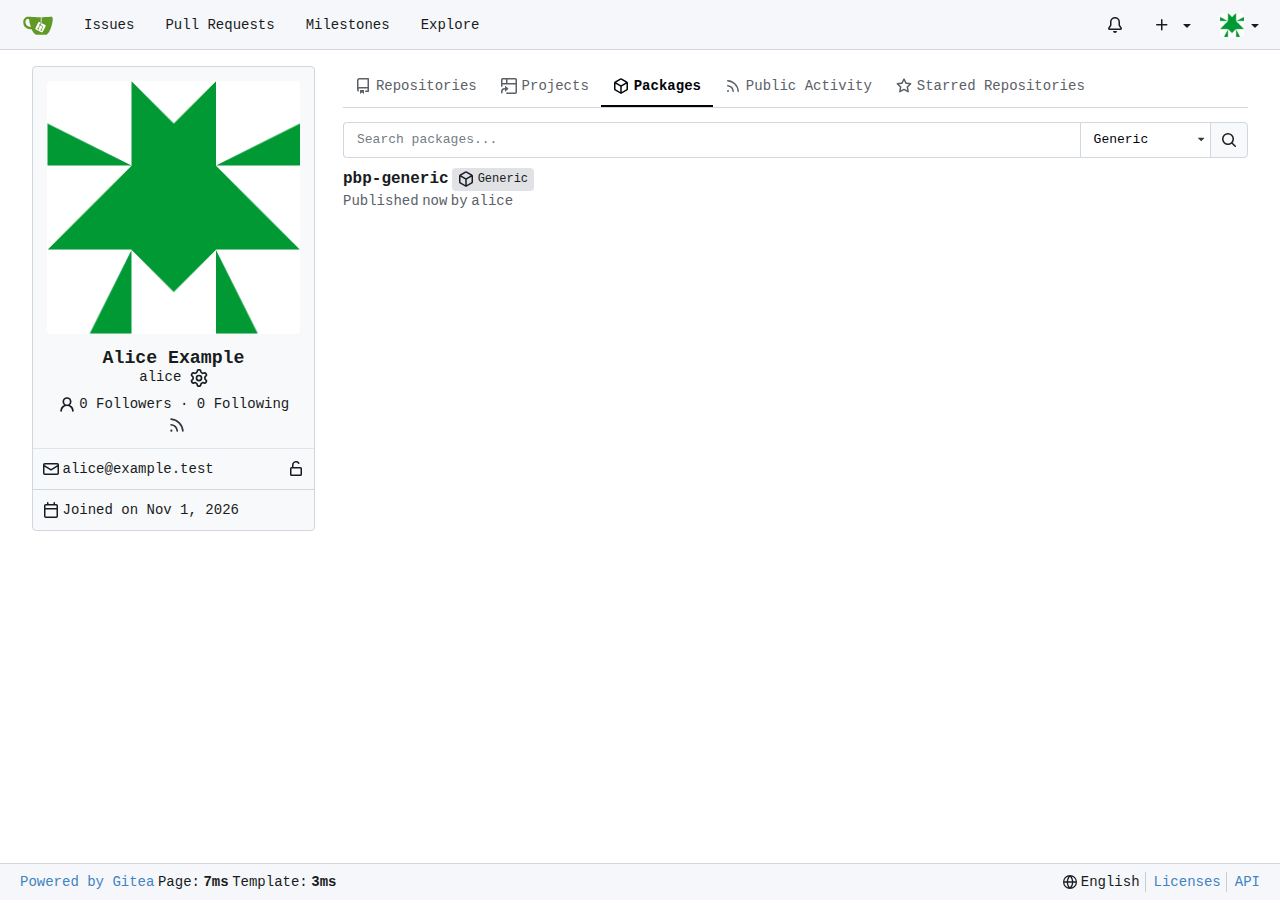 Issues Pull Requests Milestones Explore
Repositories Projects Packages Public Activity Starred Repositories
Search packages... Generic
pbp-generic Generic
Published now by alice
Alice Example
alice
0 Followers · 0 Following
alice@example.test
Joined on Nov 1, 2026
Powered by Gitea Page: 7ms Template: 3ms English Licenses API